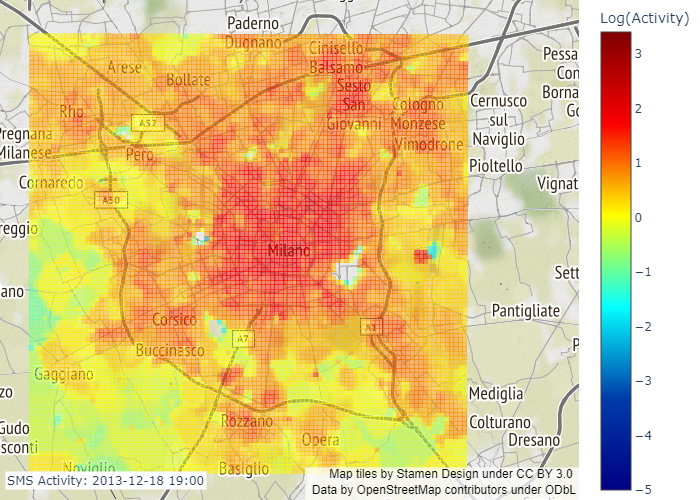 Paderno
Dugnano
Cinisello
Balsamo
Arese
Bollate
Sesto
San
Giovanni
Cologno
Monzese
Vimodrone
Rho
A52
Pero
Pregnana
Milanese
Cornaredo
A50
reggio
Milano
Cernusco
sul
Naviglio
Pioltello
Pessa
Con
Borna
Go
Vignat
Sett
ano
Pantigliate
Corsico
Buccinasco
A7
A1
Gaggiano
Mediglia
Colturano
Dresano
zo
Gudo
sconti
Rozzano
Opera
Noviglio
Basiglio
SMS Activity: 2013-12-18 19:00
Map tiles by Stamen Design under CC BY 3.0
Data by OpenStreetMap contributors under ODbL
Log(Activity)
3
2
1
0
−1
−2
−3
−4
−5